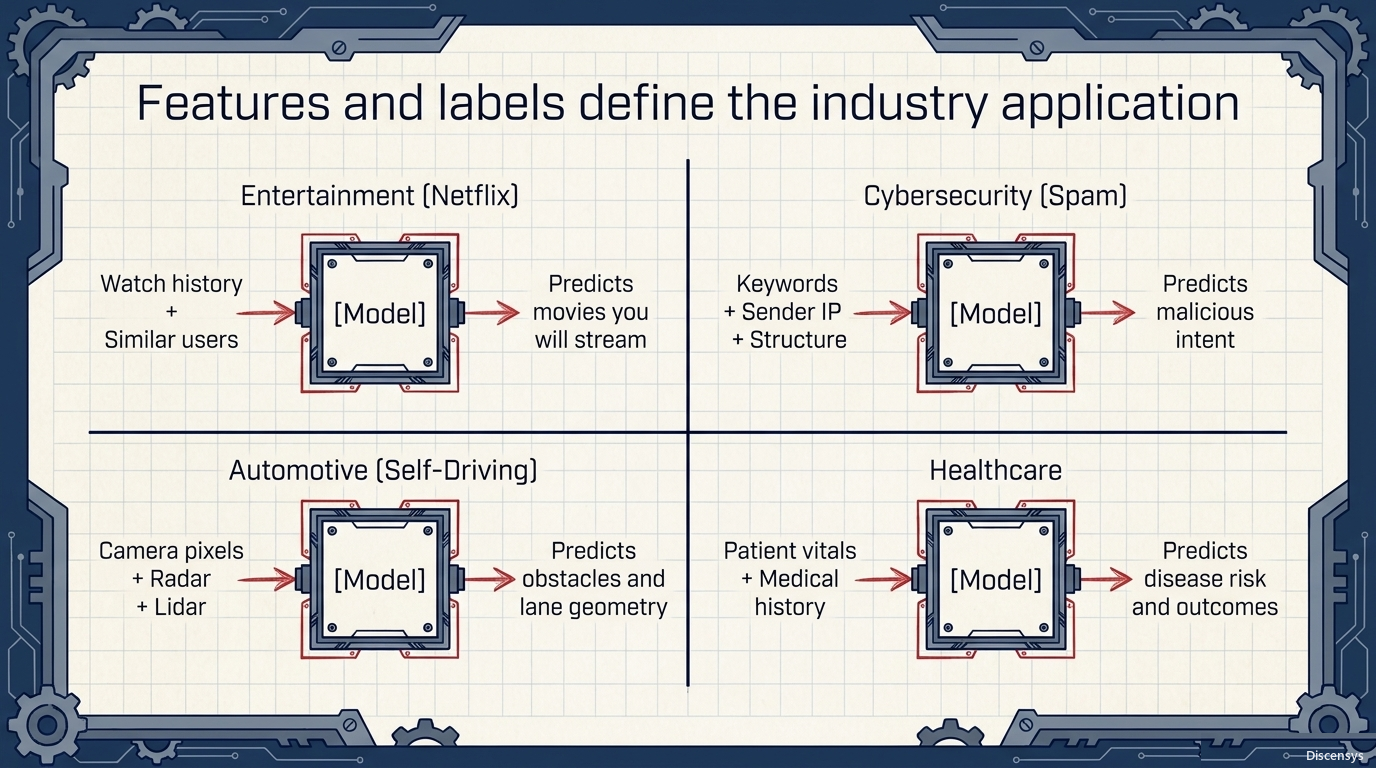 Features and labels define the industry application
Entertainment (Netflix)
Watch history
+
Similar users
[Model]
Predicts
movies you
will stream
Cybersecurity (Spam)
Keywords
+ Sender IP
+ Structure
[Model]
Predicts
malicious
intent
Automotive (Self-Driving)
Camera pixels
+ Radar
+ Lidar
[Model]
Predicts
obstacles and
lane geometry
Healthcare
Patient vitals
+ Medical
history
[Model]
Predicts
disease risk
and outcomes
Discensys